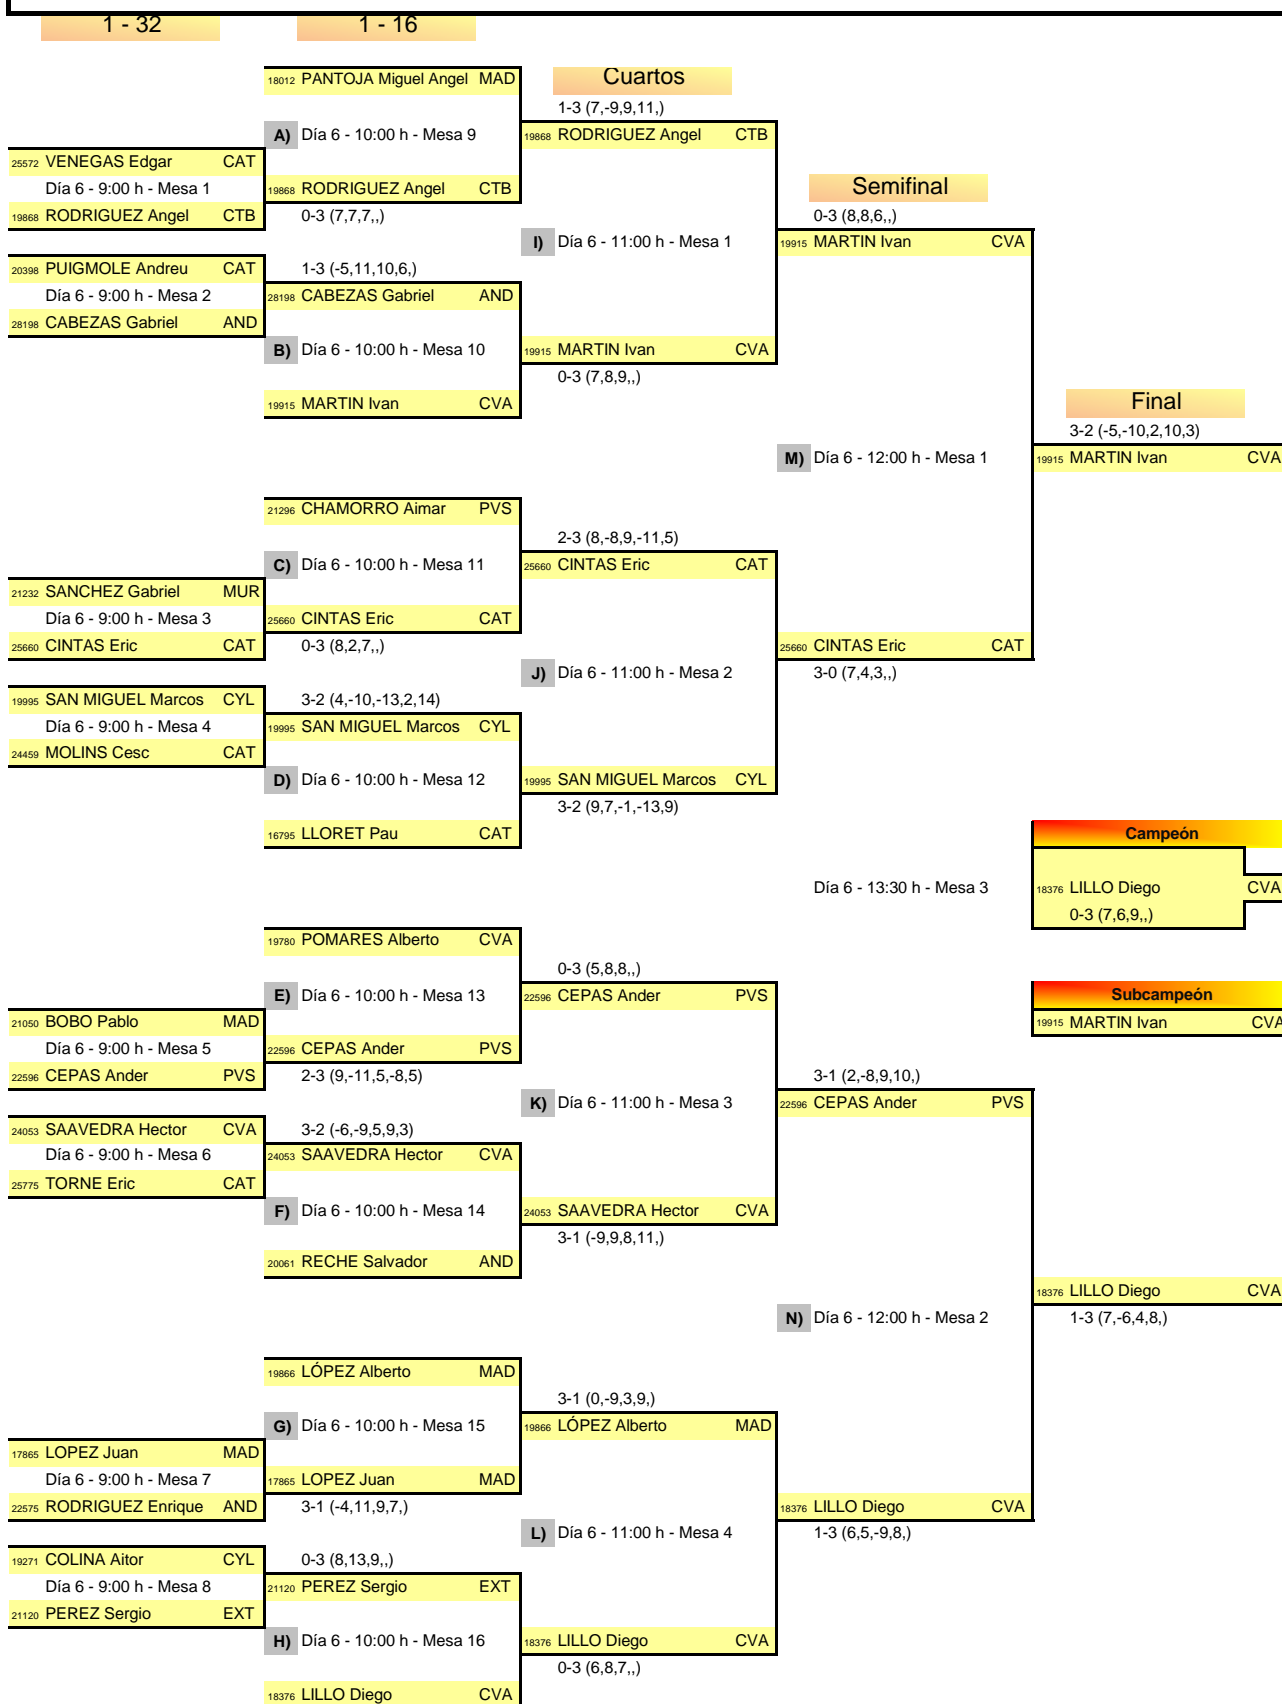 1 - 32
1 - 16
18012 PANTOJA Miguel Angel MAD
Cuartos
1-3 (7,-9,9,11,)
A) Día 6 - 10:00 h - Mesa 9
19868 RODRIGUEZ Angel CTB
25572 VENEGAS Edgar CAT
Día 6 - 9:00 h - Mesa 1
19868 RODRIGUEZ Angel CTB
Semifinal
19868 RODRIGUEZ Angel CTB
0-3 (7,7,7,,)
0-3 (8,8,6,,)
I) Día 6 - 11:00 h - Mesa 1
19915 MARTIN Ivan CVA
20398 PUIGMOLE Andreu CAT
1-3 (-5,11,10,6,)
Día 6 - 9:00 h - Mesa 2
28198 CABEZAS Gabriel AND
28198 CABEZAS Gabriel AND
B) Día 6 - 10:00 h - Mesa 10
19915 MARTIN Ivan CVA
0-3 (7,8,9,,)
19915 MARTIN Ivan CVA
Final
3-2 (-5,-10,2,10,3)
M) Día 6 - 12:00 h - Mesa 1
19915 MARTIN Ivan CVA
21296 CHAMORRO Aimar PVS
2-3 (8,-8,9,-11,5)
C) Día 6 - 10:00 h - Mesa 11
25660 CINTAS Eric CAT
21232 SANCHEZ Gabriel MUR
Día 6 - 9:00 h - Mesa 3
25660 CINTAS Eric CAT
25660 CINTAS Eric CAT
0-3 (8,2,7,,)
25660 CINTAS Eric CAT
J) Día 6 - 11:00 h - Mesa 2
3-0 (7,4,3,,)
19995 SAN MIGUEL Marcos CYL
3-2 (4,-10,-13,2,14)
Día 6 - 9:00 h - Mesa 4
19995 SAN MIGUEL Marcos CYL
24459 MOLINS Cesc CAT
D) Día 6 - 10:00 h - Mesa 12
19995 SAN MIGUEL Marcos CYL
3-2 (9,7,-1,-13,9)
16795 LLORET Pau CAT
Campeón
Día 6 - 13:30 h - Mesa 3
18376 LILLO Diego CVA
0-3 (7,6,9,,)
19780 POMARES Alberto CVA
0-3 (5,8,8,,)
E) Día 6 - 10:00 h - Mesa 13
22596 CEPAS Ander PVS
Subcampeón
21050 BOBO Pablo MAD
19915 MARTIN Ivan CVA
Día 6 - 9:00 h - Mesa 5
22596 CEPAS Ander PVS
22596 CEPAS Ander PVS
2-3 (9,-11,5,-8,5)
3-1 (2,-8,9,10,)
K) Día 6 - 11:00 h - Mesa 3
22596 CEPAS Ander PVS
24053 SAAVEDRA Hector CVA
3-2 (-6,-9,5,9,3)
Día 6 - 9:00 h - Mesa 6
24053 SAAVEDRA Hector CVA
25775 TORNE Eric CAT
F) Día 6 - 10:00 h - Mesa 14
24053 SAAVEDRA Hector CVA
3-1 (-9,9,8,11,)
20061 RECHE Salvador AND
18376 LILLO Diego CVA
N) Día 6 - 12:00 h - Mesa 2
1-3 (7,-6,4,8,)
19866 LÓPEZ Alberto MAD
3-1 (0,-9,3,9,)
G) Día 6 - 10:00 h - Mesa 15
19866 LÓPEZ Alberto MAD
17865 LOPEZ Juan MAD
Día 6 - 9:00 h - Mesa 7
17865 LOPEZ Juan MAD
22575 RODRIGUEZ Enrique AND
3-1 (-4,11,9,7,)
18376 LILLO Diego CVA
L) Día 6 - 11:00 h - Mesa 4
1-3 (6,5,-9,8,)
19271 COLINA Aitor CYL
0-3 (8,13,9,,)
Día 6 - 9:00 h - Mesa 8
21120 PEREZ Sergio EXT
21120 PEREZ Sergio EXT
H) Día 6 - 10:00 h - Mesa 16
18376 LILLO Diego CVA
0-3 (6,8,7,,)
18376 LILLO Diego CVA